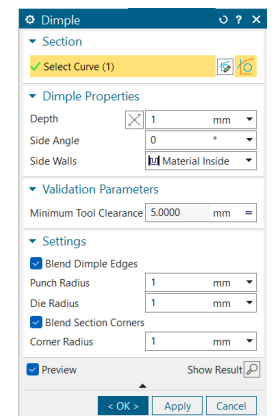 Dimple ?
Section
Select Curve (1)
Dimple Properties
Depth 1 mm
Side Angle 0 °
Side Walls Material Inside
Validation Parameters
Minimum Tool Clearance 5.0000 mm =
Settings
Blend Dimple Edges
Punch Radius 1 mm
Die Radius 1 mm
Blend Section Corners
Corner Radius 1 mm
Preview Show Result
< OK > Apply Cancel